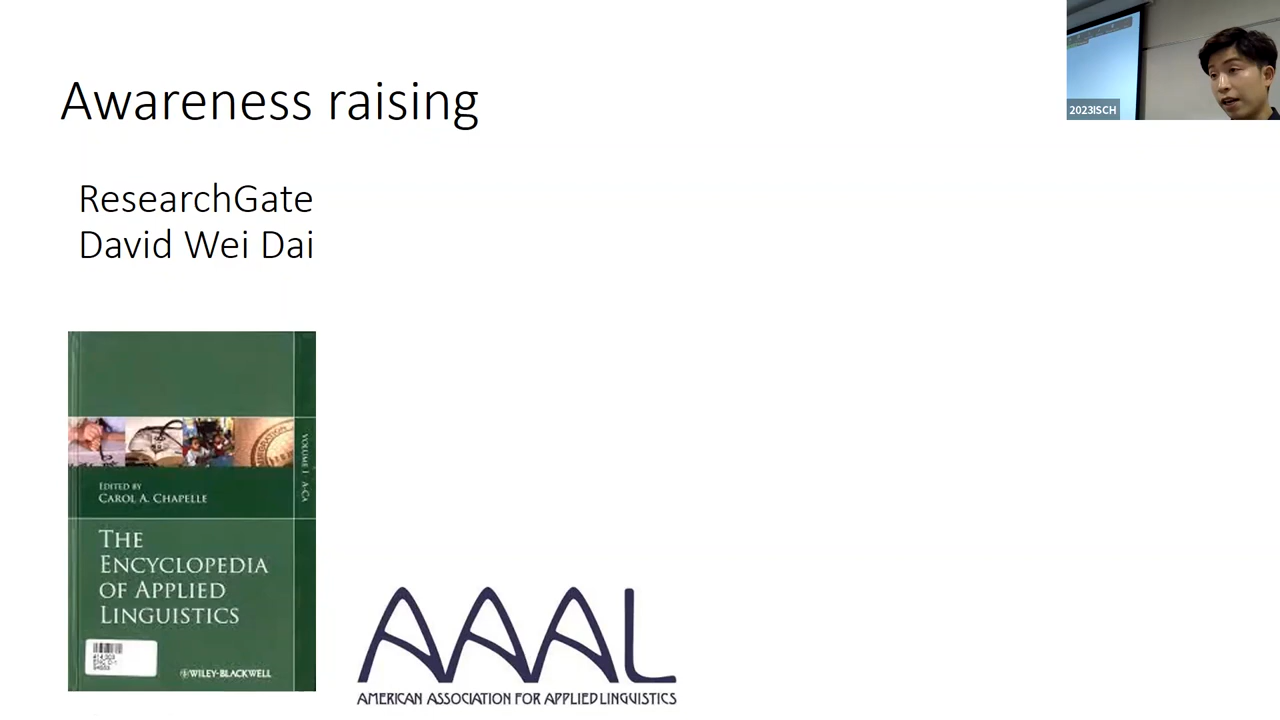 Awareness raising
2023ISCH
ResearchGate
David Wei Dai
VOLUME I
A-CA
EDITED BY
CAROL A. CHAPELLE
THE
ENCYCLOPEDIA
OF APPLIED
LINGUISTICS
WILEY-BLACKWELL
AAAL
AMERICAN ASSOCIATION FOR APPLIED LINGUISTICS